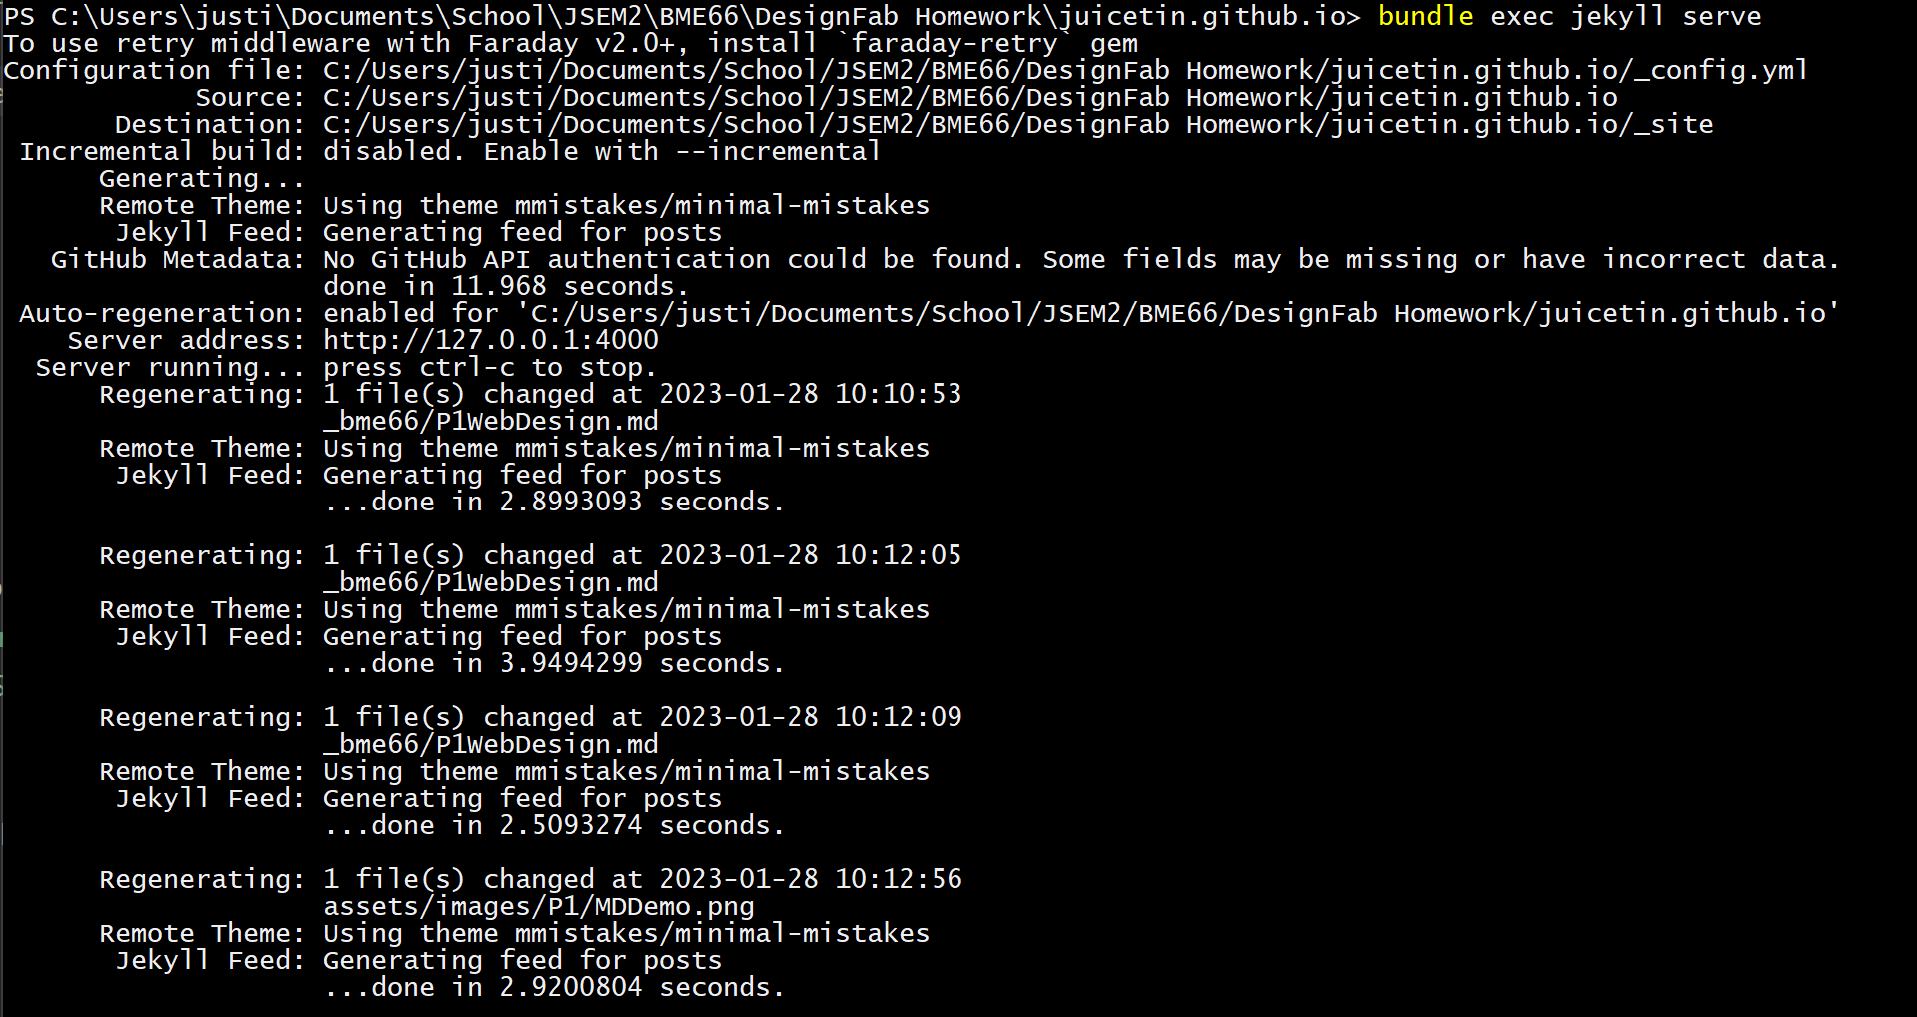 PS C:\Users\justi\Documents\School\JSEM2\BME66\DesignFab Homework\juicetin.github.io> bundle exec jekyll serve
To use retry middleware with Faraday v2.0+, install `faraday-retry` gem
Configuration file: C:/Users/justi/Documents/School/JSEM2/BME66/DesignFab Homework/juicetin.github.io/_config.yml
Source: C:/Users/justi/Documents/School/JSEM2/BME66/DesignFab Homework/juicetin.github.io
Destination: C:/Users/justi/Documents/School/JSEM2/BME66/DesignFab Homework/juicetin.github.io/_site
Incremental build: disabled. Enable with --incremental
Generating...
Remote Theme: Using theme mmistakes/minimal-mistakes
Jekyll Feed: Generating feed for posts
GitHub Metadata: No GitHub API authentication could be found. Some fields may be missing or have incorrect data.
done in 11.968 seconds.
Auto-regeneration: enabled for 'C:/Users/justi/Documents/School/JSEM2/BME66/DesignFab Homework/juicetin.github.io'
Server address: http://127.0.0.1:4000
Server running... press ctrl-c to stop.
Regenerating: 1 file(s) changed at 2023-01-28 10:10:53
_bme66/P1WebDesign.md
Remote Theme: Using theme mmistakes/minimal-mistakes
Jekyll Feed: Generating feed for posts
...done in 2.8993093 seconds.
Regenerating: 1 file(s) changed at 2023-01-28 10:12:05
_bme66/P1WebDesign.md
Remote Theme: Using theme mmistakes/minimal-mistakes
Jekyll Feed: Generating feed for posts
...done in 3.9494299 seconds.
Regenerating: 1 file(s) changed at 2023-01-28 10:12:09
_bme66/P1WebDesign.md
Remote Theme: Using theme mmistakes/minimal-mistakes
Jekyll Feed: Generating feed for posts
...done in 2.5093274 seconds.
Regenerating: 1 file(s) changed at 2023-01-28 10:12:56
assets/images/P1/MDDemo.png
Remote Theme: Using theme mmistakes/minimal-mistakes
Jekyll Feed: Generating feed for posts
...done in 2.9200804 seconds.